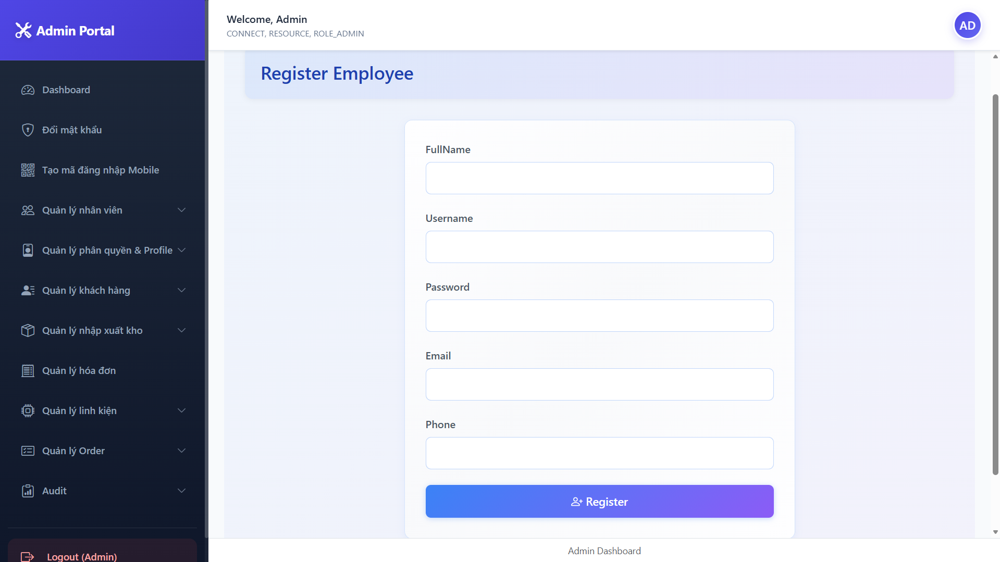 Admin Portal
Dashboard
Đổi mật khẩu
Tạo mã đăng nhập Mobile
Quản lý nhân viên
Quản lý phân quyền & Profile
Quản lý khách hàng
Quản lý nhập xuất kho
Quản lý hóa đơn
Quản lý linh kiện
Quản lý Order
Audit
Logout (Admin)
Welcome, Admin
CONNECT, RESOURCE, ROLE_ADMIN
AD
Register Employee
FullName
Username
Password
Email
Phone
Register
Admin Dashboard